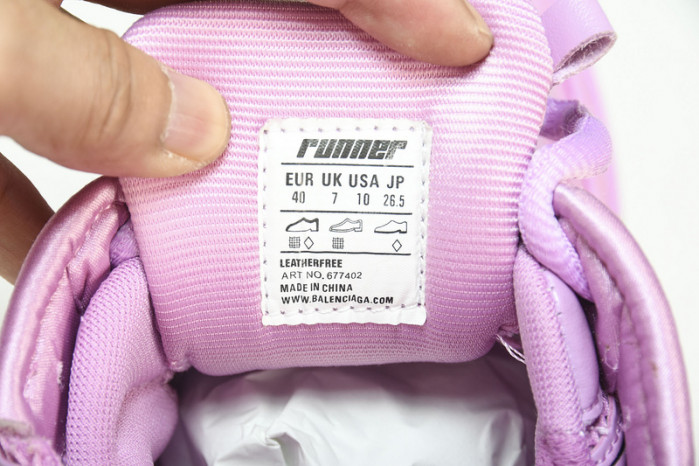 runner
EUR UK USA JP
40 7 10 26.5
LEATHERFREE
ART NO. 677402
MADE IN CHINA
WWW.BALENCIAGA.COM